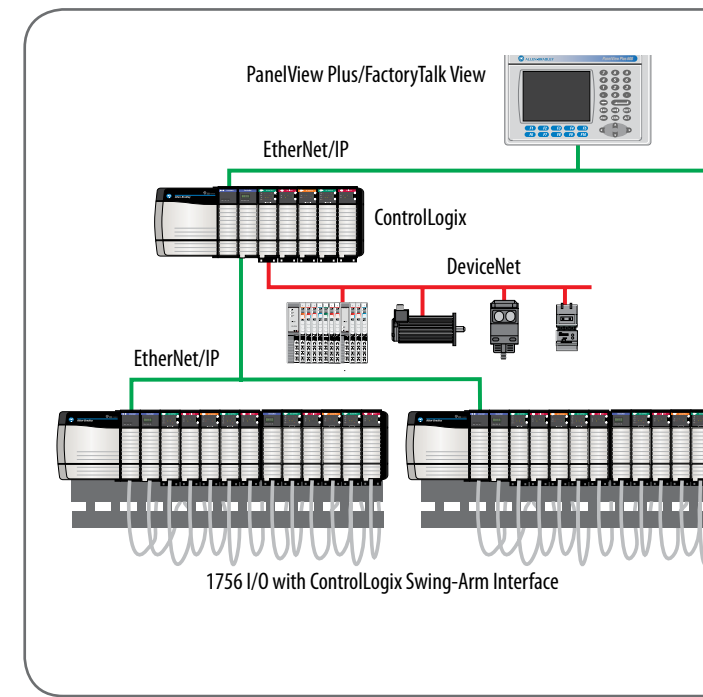 PanelView Plus/FactoryTalk View
EtherNet/IP
ControlLogix
DeviceNet
EtherNet/IP
1756 I/O with ControlLogix Swing-Arm Interface